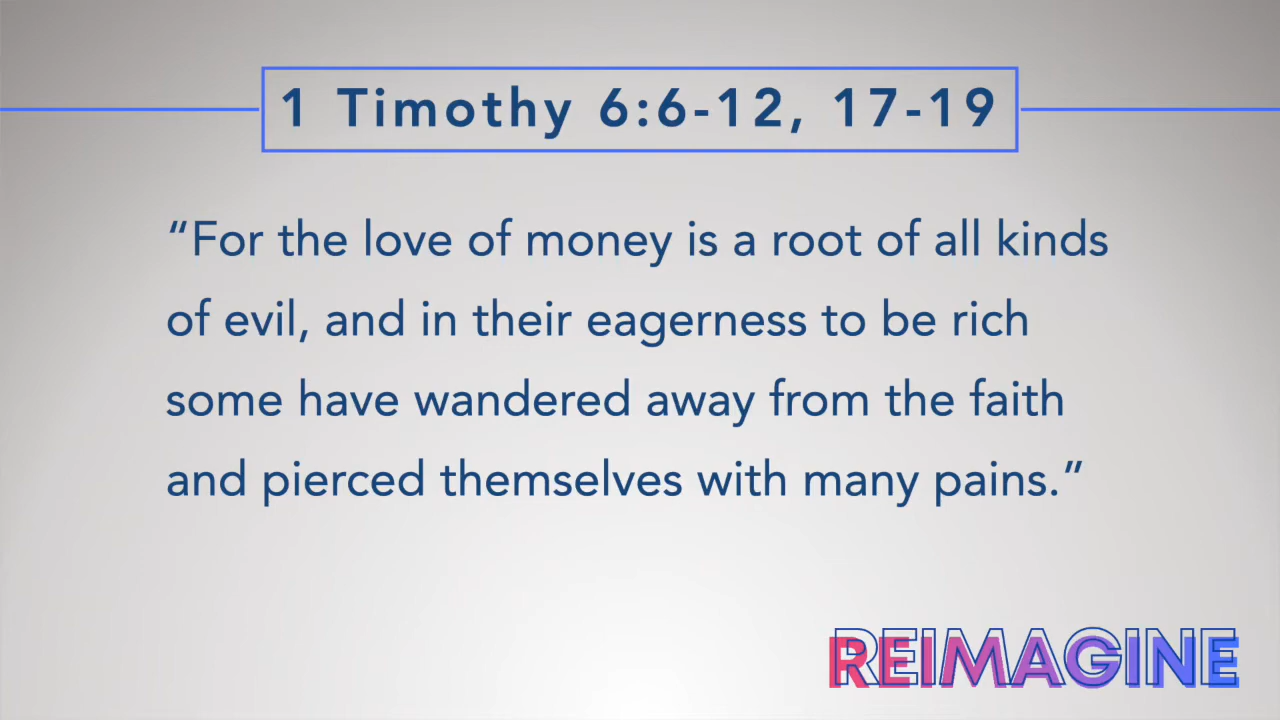 1 Timothy 6:6-12, 17-19
“For the love of money is a root of all kinds
of evil, and in their eagerness to be rich
some have wandered away from the faith
and pierced themselves with many pains.”
REIMAGINE